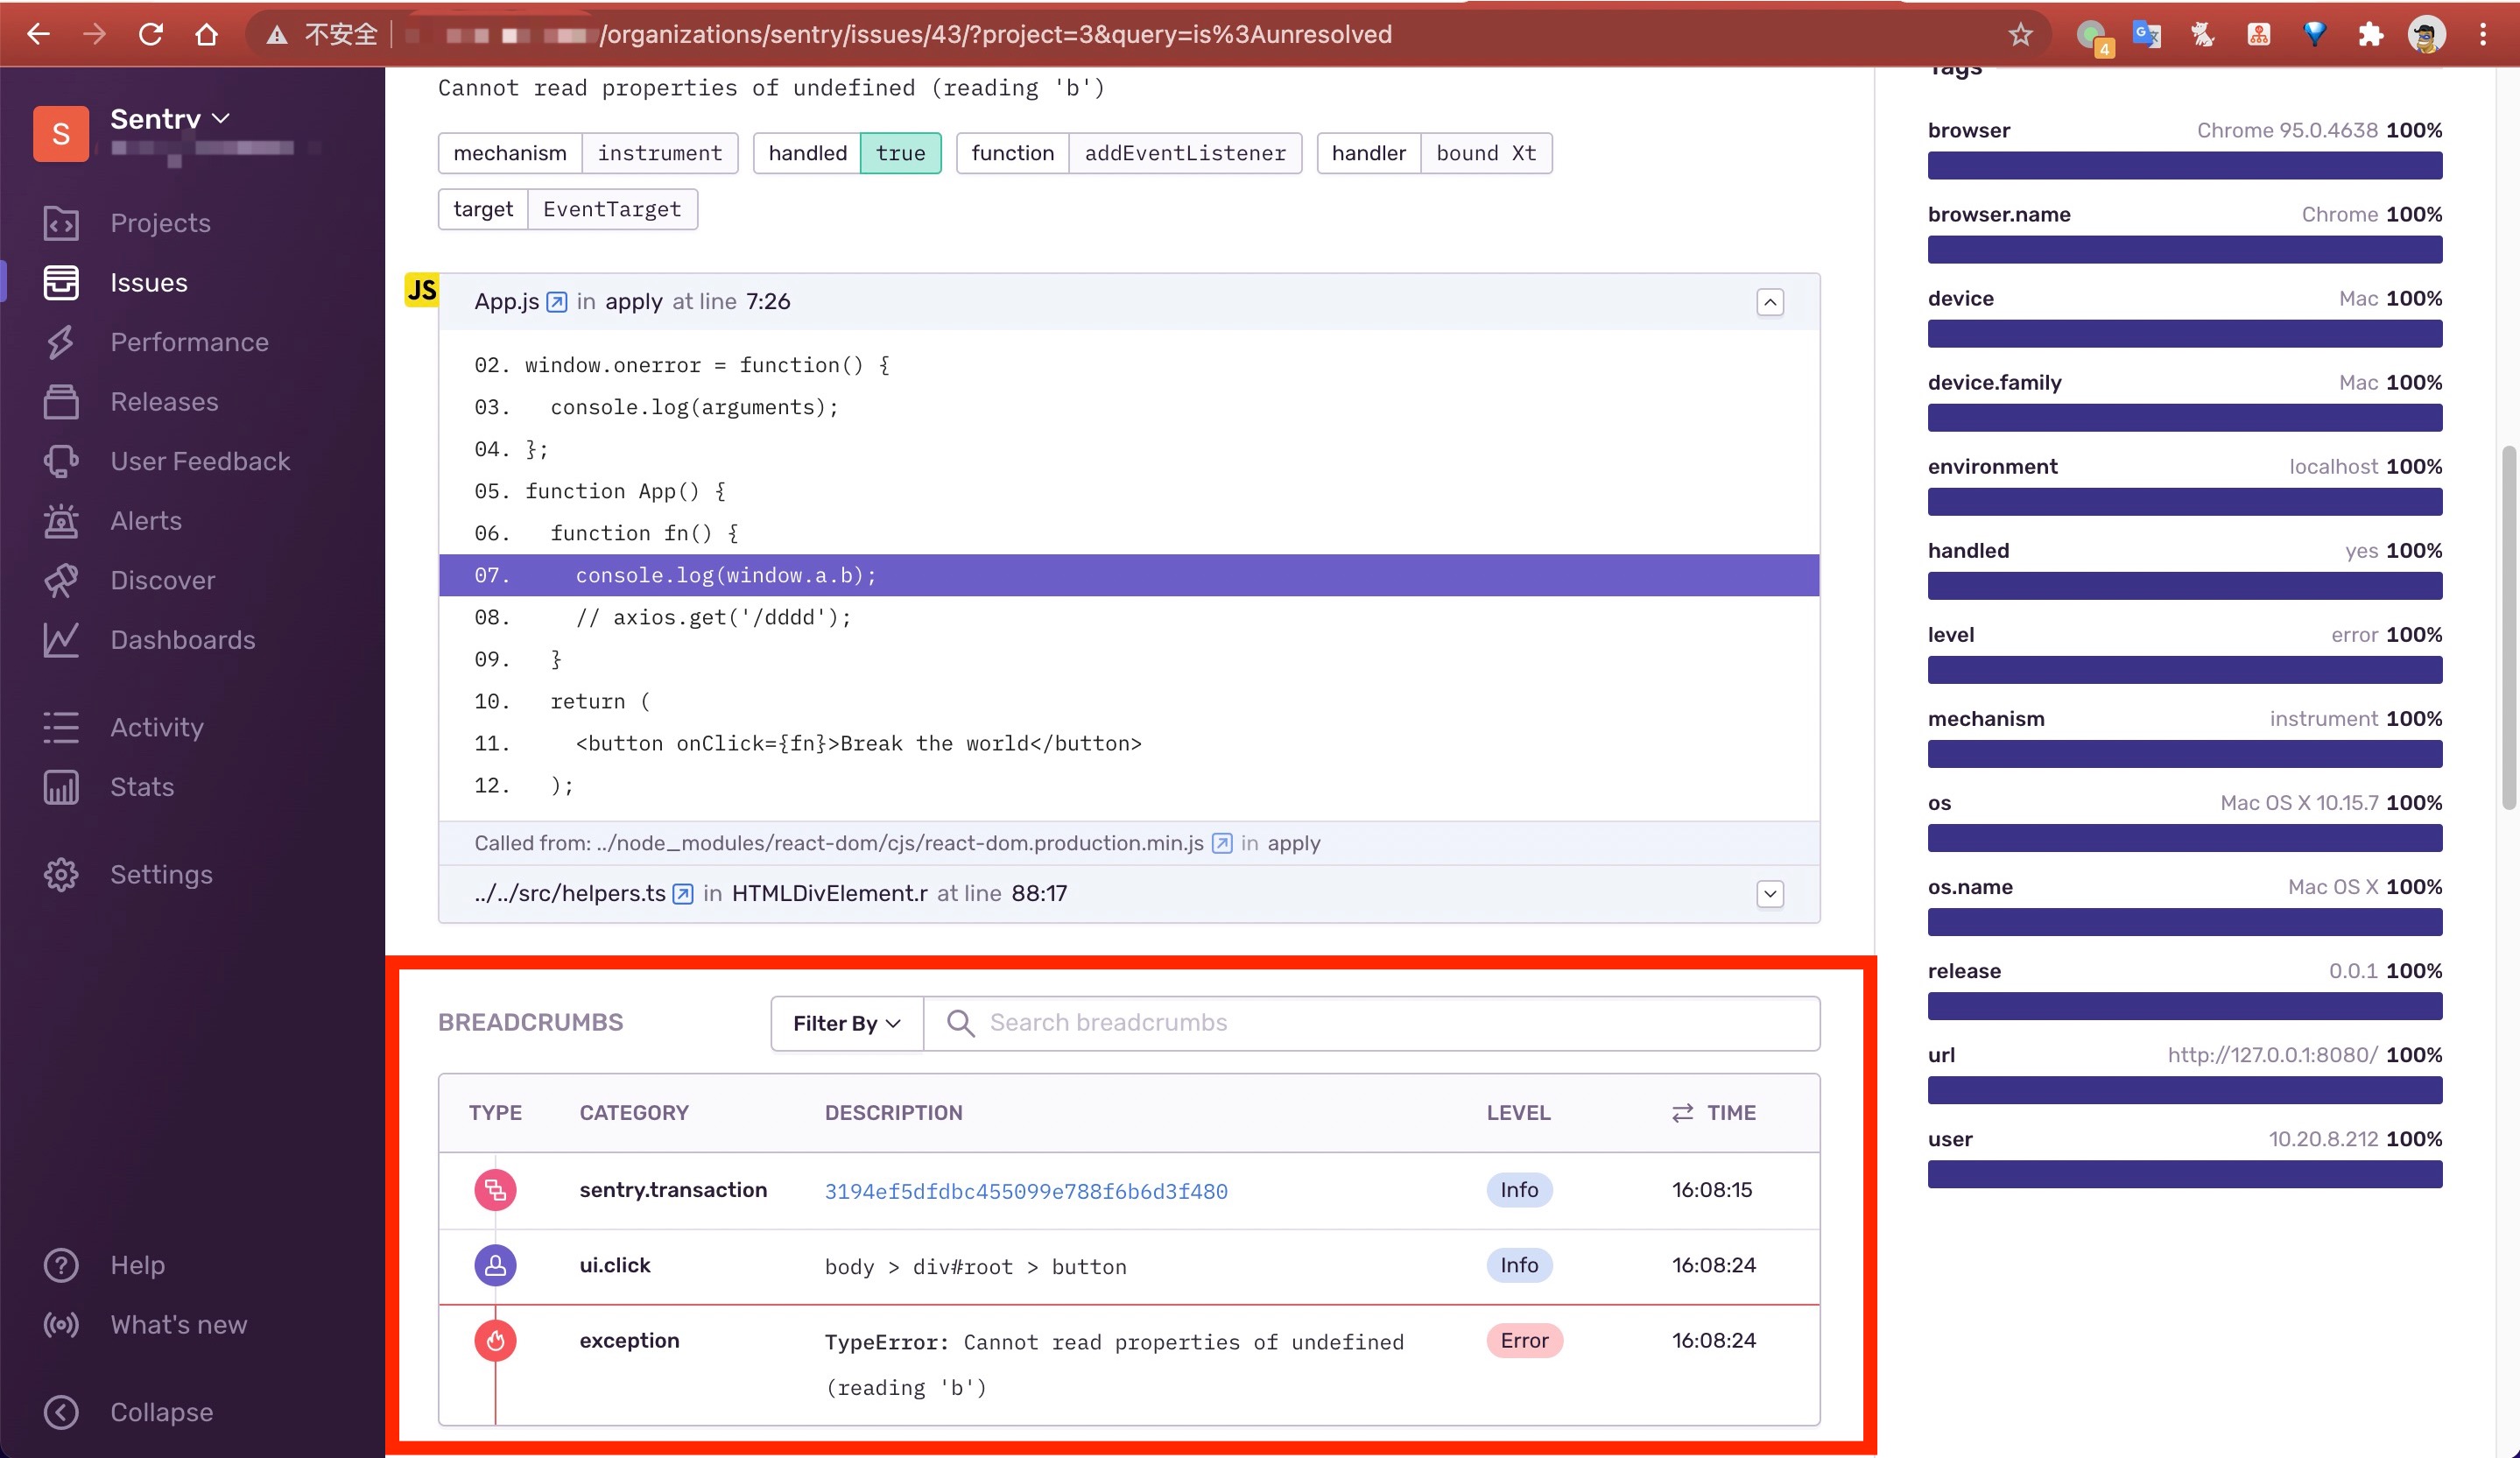 不安全 /organizations/sentry/issues/43/?project=3&query=is%3Aunresolved
4
S
Sentry
Projects
Issues
Performance
Releases
User Feedback
Alerts
Discover
Dashboards
Activity
Stats
Settings
Help
What's new
Collapse
Cannot read properties of undefined (reading 'b')
mechanism instrument handled true function addEventListener handler bound Xt
target EventTarget
JS
App.js in apply at line 7:26
02. window.onerror = function() {
03.   console.log(arguments);
04. };
05. function App() {
06.   function fn() {
07.     console.log(window.a.b);
08.     // axios.get('/dddd');
09.   }
10.   return (
11.     <button onClick={fn}>Break the world</button>
12.   );
Called from: ../node_modules/react-dom/cjs/react-dom.production.min.js in apply
../../src/helpers.ts in HTMLDivElement.r at line 88:17
BREADCRUMBS Filter By Search breadcrumbs
TYPE CATEGORY DESCRIPTION LEVEL TIME
sentry.transaction 3194ef5dfdbc455099e788f6b6d3f480 Info 16:08:15
ui.click body > div#root > button Info 16:08:24
exception TypeError: Cannot read properties of undefined Error 16:08:24
(reading 'b')
Tags
browser Chrome 95.0.4638 100%
browser.name Chrome 100%
device Mac 100%
device.family Mac 100%
environment localhost 100%
handled yes 100%
level error 100%
mechanism instrument 100%
os Mac OS X 10.15.7 100%
os.name Mac OS X 100%
release 0.0.1 100%
url http://127.0.0.1:8080/ 100%
user 10.20.8.212 100%